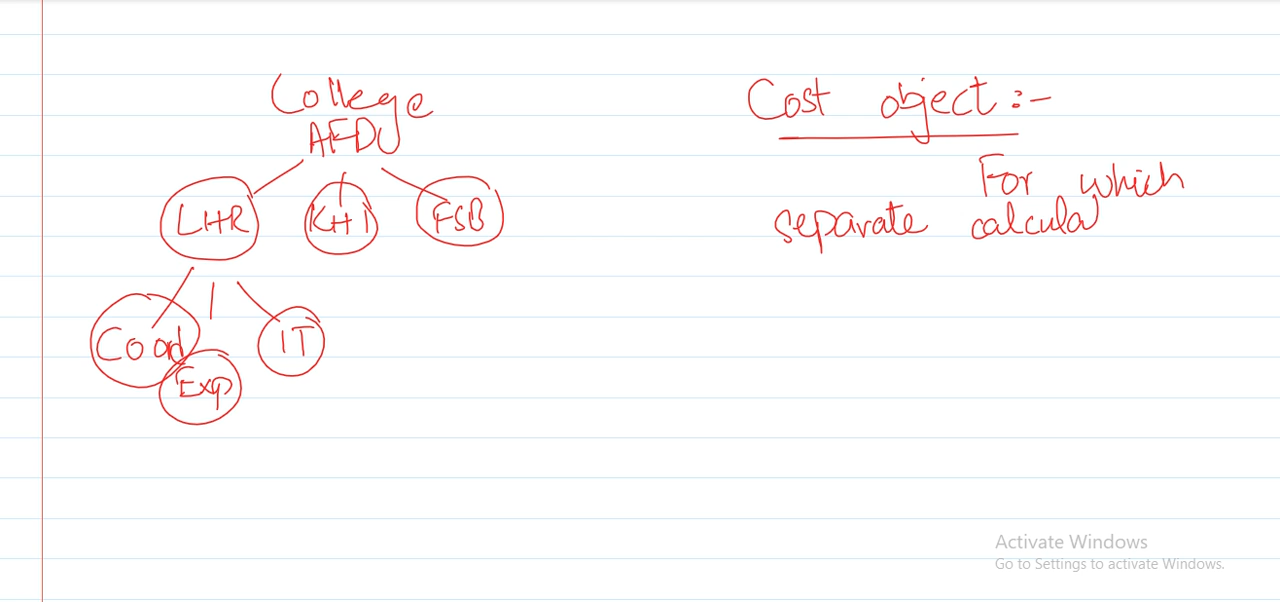 College
AFDJ
LHR KHI FSB
Coord Exp IT
Cost object :-
For which
separate calcula
Activate Windows
Go to Settings to activate Windows.